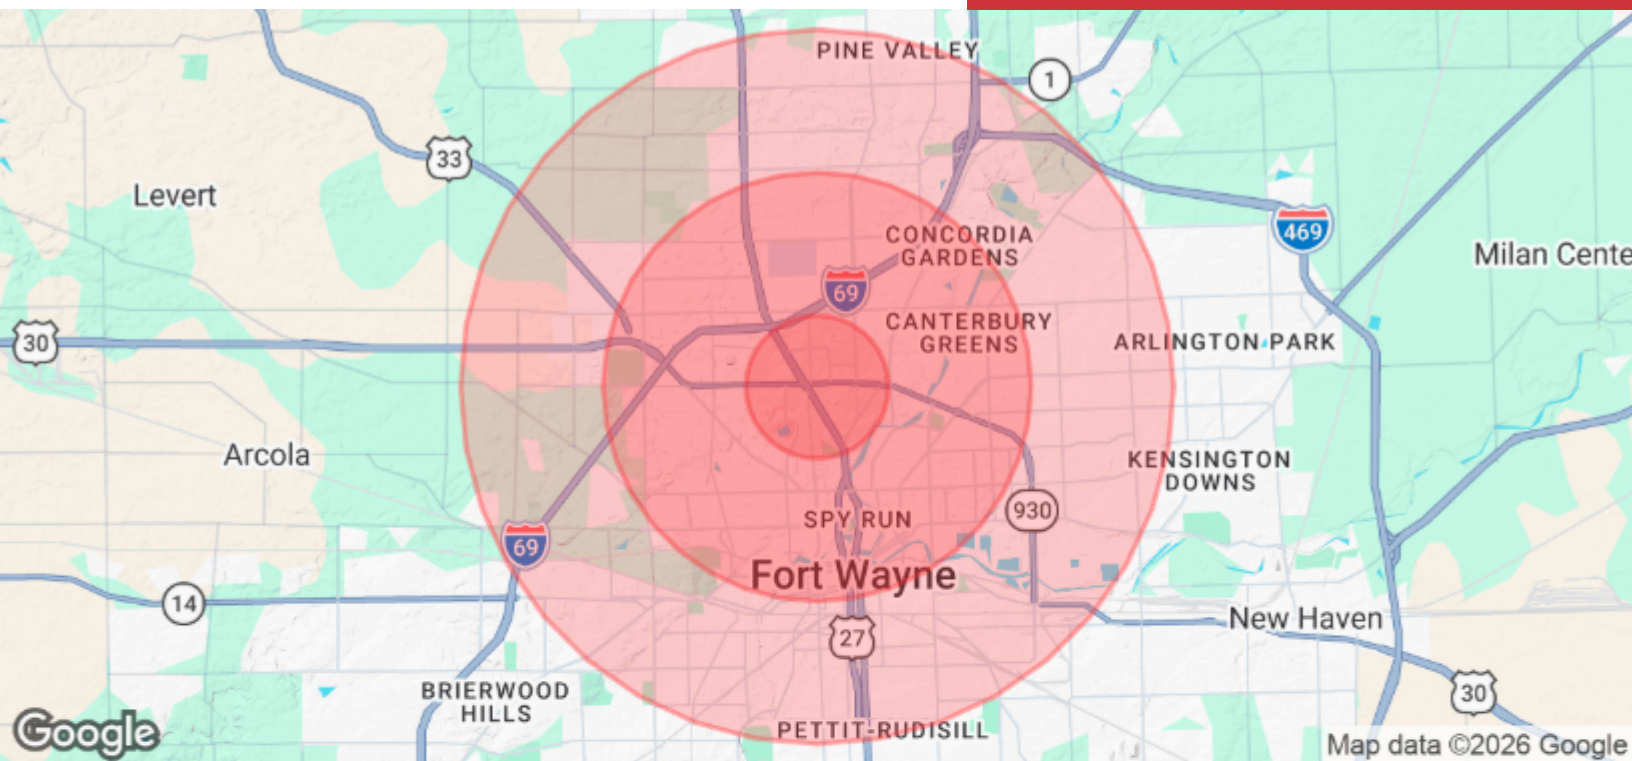 PINE VALLEY
1
33
Levert
469
CONCORDIA
GARDENS
Milan Cente
69
30
CANTERBURY
GREENS
ARLINGTON PARK
Arcola
KENSINGTON
DOWNS
930
SPY RUN
69
Fort Wayne
14
New Haven
27
BRIERWOOD
HILLS
30
PETTIT-RUDISILL
Google
Map data ©2026 Google